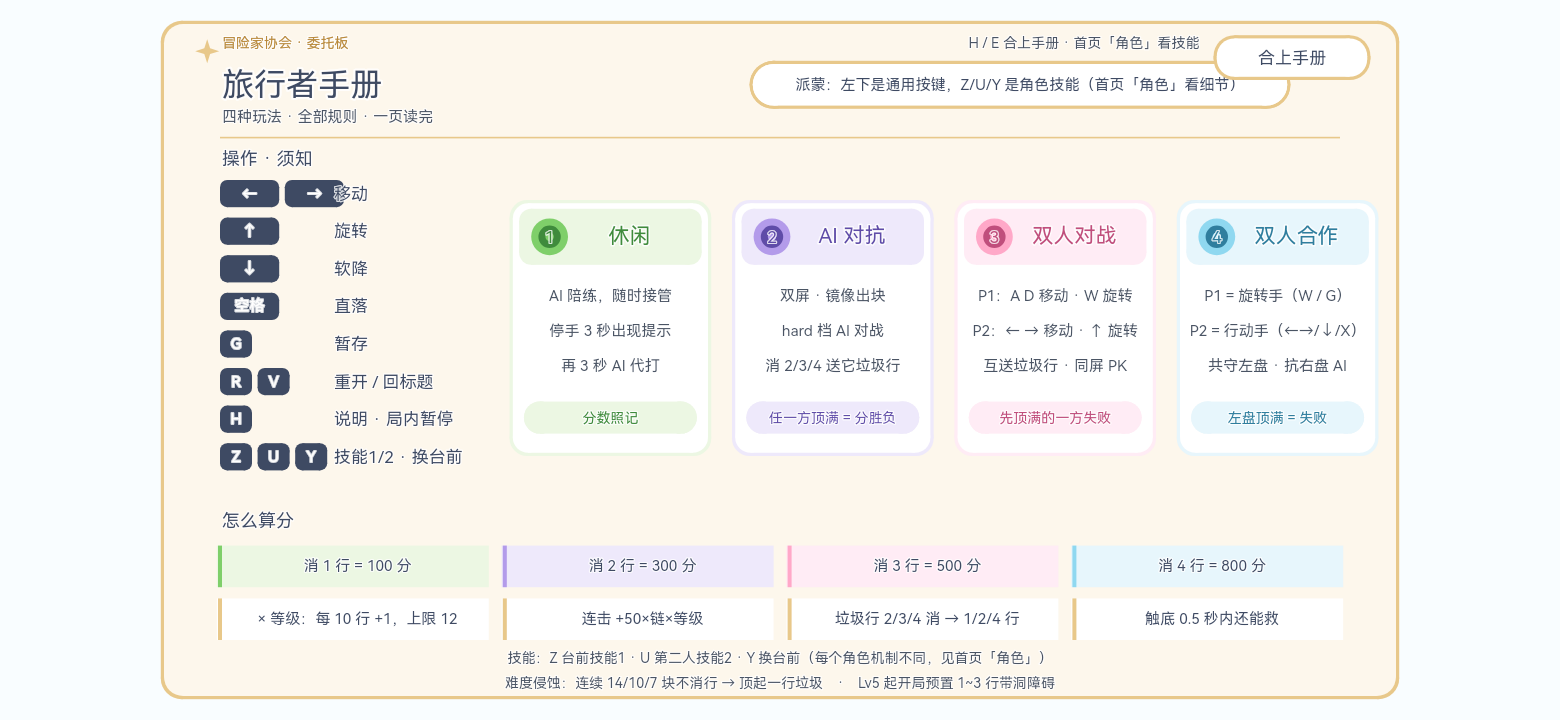 冒险家协会 · 委托板
H / E 合上手册 · 首页「角色」看技能
合上手册
旅行者手册
派蒙：左下是通用按键，Z/U/Y 是角色技能（首页「角色」看细节）
四种玩法 · 全部规则 · 一页读完
操作 · 须知
← → 移动
↑ 旋转
↓ 软降
空格 直落
G 暂存
R V 重开 / 回标题
H 说明 · 局内暂停
Z U Y 技能1/2 · 换台前
1 休闲
AI 陪练，随时接管
停手 3 秒出现提示
再 3 秒 AI 代打
分数照记
2 AI 对抗
双屏 · 镜像出块
hard 档 AI 对战
消 2/3/4 送它垃圾行
任一方顶满 = 分胜负
3 双人对战
P1：A D 移动 · W 旋转
P2：← → 移动 · ↑ 旋转
互送垃圾行 · 同屏 PK
先顶满的一方失败
4 双人合作
P1 = 旋转手（W / G）
P2 = 行动手（←→/↓/X）
共守左盘 · 抗右盘 AI
左盘顶满 = 失败
怎么算分
消 1 行 = 100 分
消 2 行 = 300 分
消 3 行 = 500 分
消 4 行 = 800 分
× 等级：每 10 行 +1，上限 12
连击 +50×链×等级
垃圾行 2/3/4 消 → 1/2/4 行
触底 0.5 秒内还能救
技能：Z 台前技能1 · U 第二人技能2 · Y 换台前（每个角色机制不同，见首页「角色」）
难度侵蚀：连续 14/10/7 块不消行 → 顶起一行垃圾 · Lv5 起开局预置 1~3 行带洞障碍